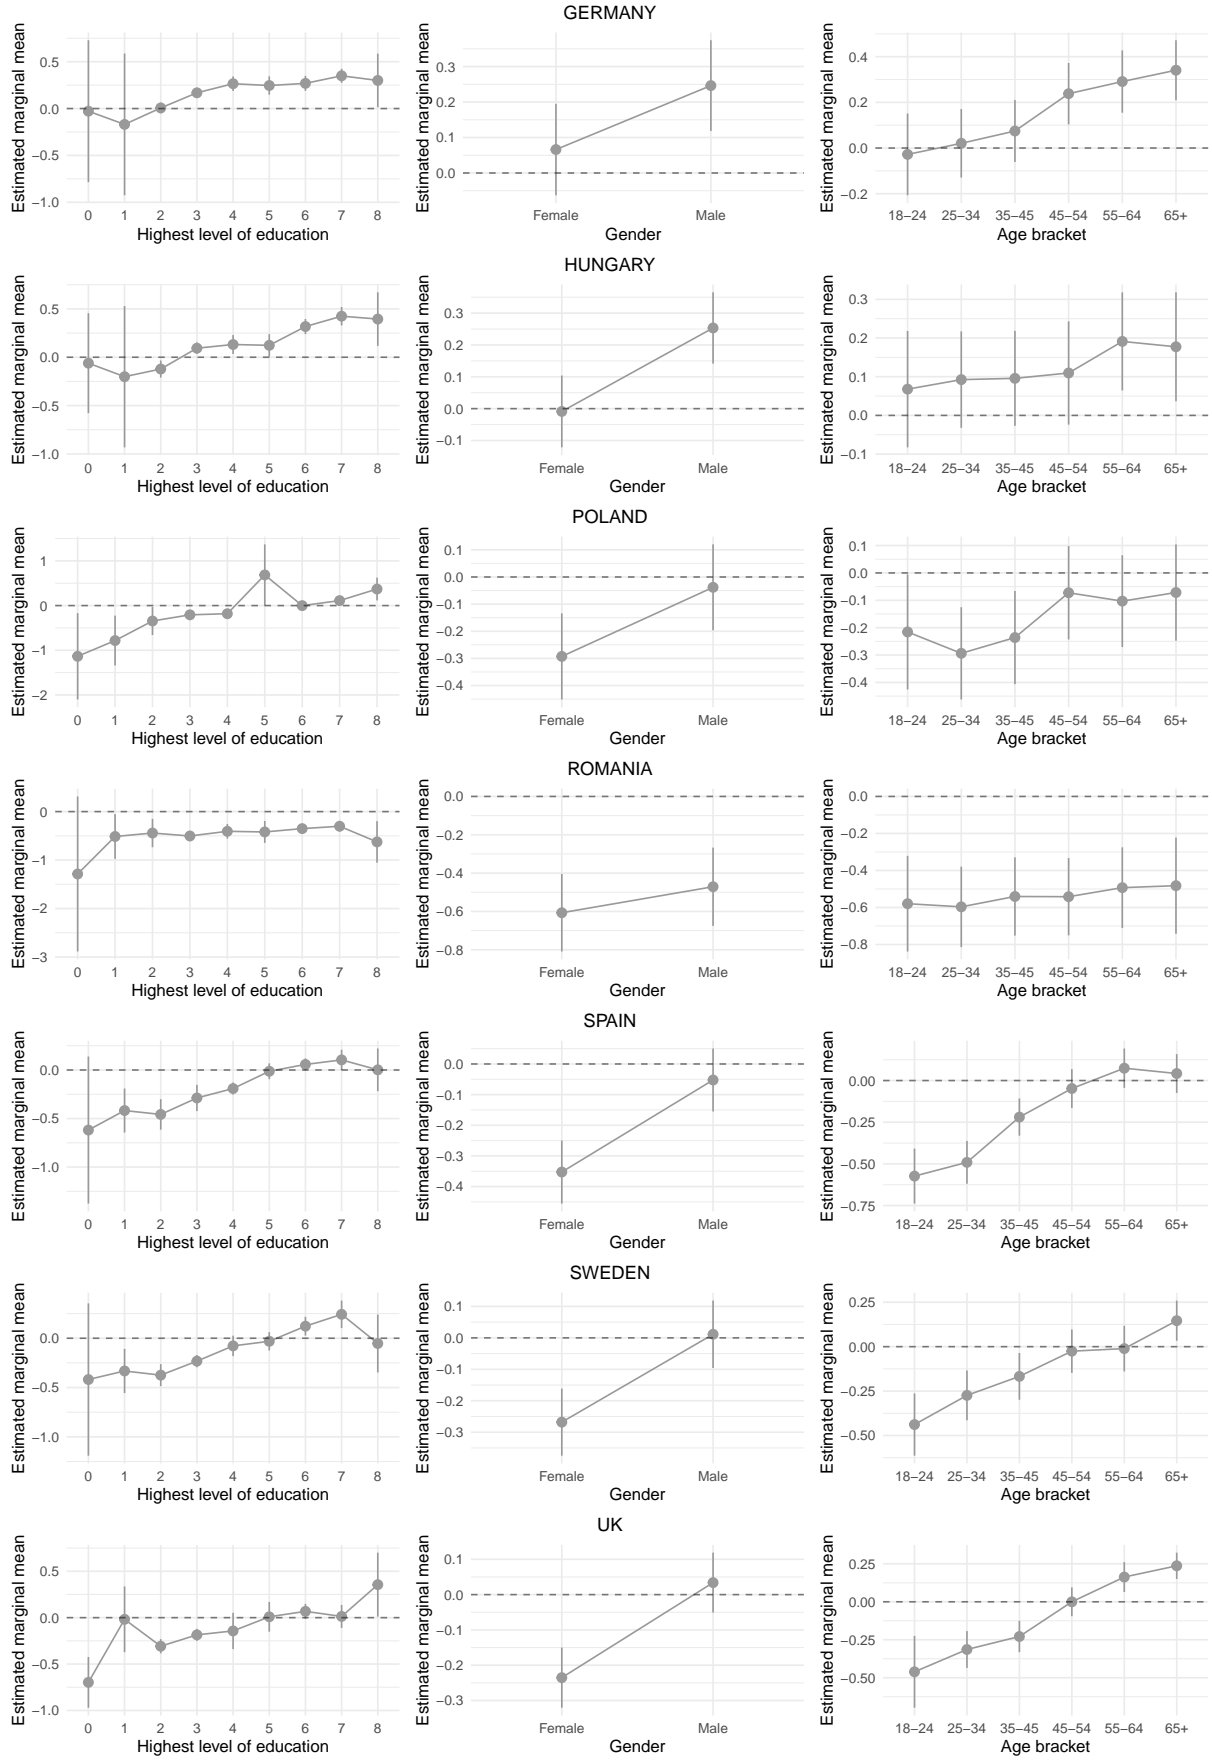 GERMANY
Estimated marginal mean
0.5
0.0
−0.5
−1.0
0 1 2 3 4 5 6 7 8
Highest level of education
Estimated marginal mean
0.3
0.2
0.1
0.0
Female Male
Gender
Estimated marginal mean
0.4
0.2
0.0
−0.2
18−24 25−34 35−45 45−54 55−64 65+
Age bracket
HUNGARY
Estimated marginal mean
0.5
0.0
−0.5
−1.0
0 1 2 3 4 5 6 7 8
Highest level of education
Estimated marginal mean
0.3
0.2
0.1
0.0
−0.1
Female Male
Gender
Estimated marginal mean
0.3
0.2
0.1
0.0
−0.1
18−24 25−34 35−45 45−54 55−64 65+
Age bracket
POLAND
Estimated marginal mean
1
0
−1
−2
0 1 2 3 4 5 6 7 8
Highest level of education
Estimated marginal mean
0.1
0.0
−0.1
−0.2
−0.3
−0.4
Female Male
Gender
Estimated marginal mean
0.1
0.0
−0.1
−0.2
−0.3
−0.4
18−24 25−34 35−45 45−54 55−64 65+
Age bracket
ROMANIA
Estimated marginal mean
0
−1
−2
−3
0 1 2 3 4 5 6 7 8
Highest level of education
Estimated marginal mean
0.0
−0.2
−0.4
−0.6
−0.8
Female Male
Gender
Estimated marginal mean
0.0
−0.2
−0.4
−0.6
−0.8
18−24 25−34 35−45 45−54 55−64 65+
Age bracket
SPAIN
Estimated marginal mean
0.0
−0.5
−1.0
0 1 2 3 4 5 6 7 8
Highest level of education
Estimated marginal mean
0.0
−0.1
−0.2
−0.3
−0.4
Female Male
Gender
Estimated marginal mean
0.00
−0.25
−0.50
−0.75
18−24 25−34 35−45 45−54 55−64 65+
Age bracket
SWEDEN
Estimated marginal mean
0.0
−0.5
−1.0
0 1 2 3 4 5 6 7 8
Highest level of education
Estimated marginal mean
0.1
0.0
−0.1
−0.2
−0.3
Female Male
Gender
Estimated marginal mean
0.25
0.00
−0.25
−0.50
18−24 25−34 35−45 45−54 55−64 65+
Age bracket
UK
Estimated marginal mean
0.5
0.0
−0.5
−1.0
0 1 2 3 4 5 6 7 8
Highest level of education
Estimated marginal mean
0.1
0.0
−0.1
−0.2
−0.3
Female Male
Gender
Estimated marginal mean
0.25
0.00
−0.25
−0.50
18−24 25−34 35−45 45−54 55−64 65+
Age bracket